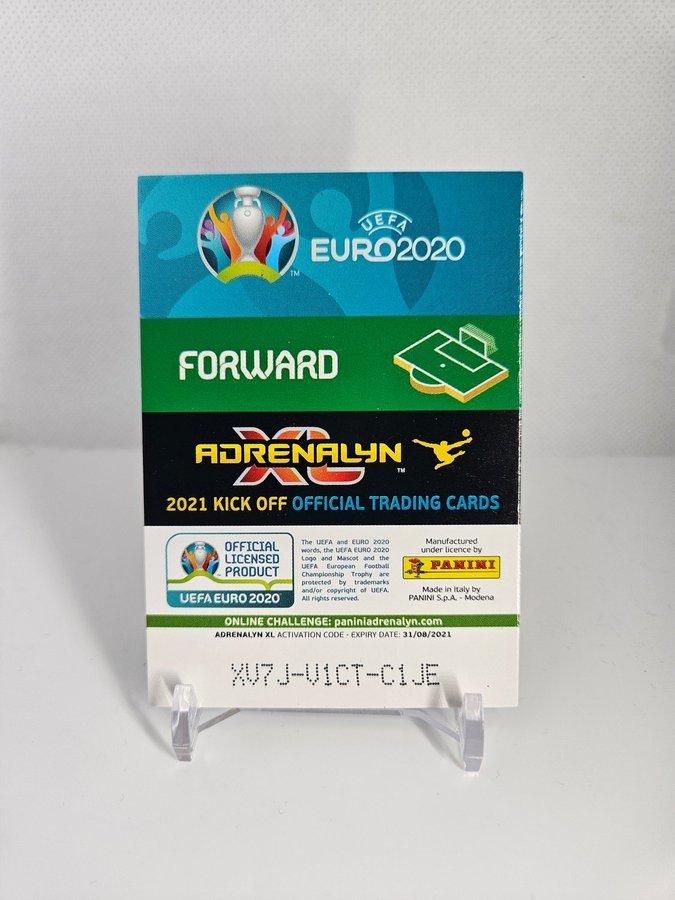 UEFA
EURO2020
TM
FORWARD
ADRENALYN
XL
TM
2021 KICK OFF OFFICIAL TRADING CARDS
OFFICIAL
LICENSED
PRODUCT
UEFA EURO 2020
The UEFA and EURO 2020
words, the UEFA EURO 2020
Logo and Mascot and the
UEFA European Football
Championship Trophy are
protected by trademarks
and/or copyright of UEFA.
All rights reserved.
Manufactured
under licence by
PANINI
Made in Italy by
PANINI S.p.A. - Modena
ONLINE CHALLENGE: paniniadrenalyn.com
ADRENALYN XL ACTIVATION CODE - EXPIRY DATE: 31/08/2021
XV7J-V1CT-C1JE